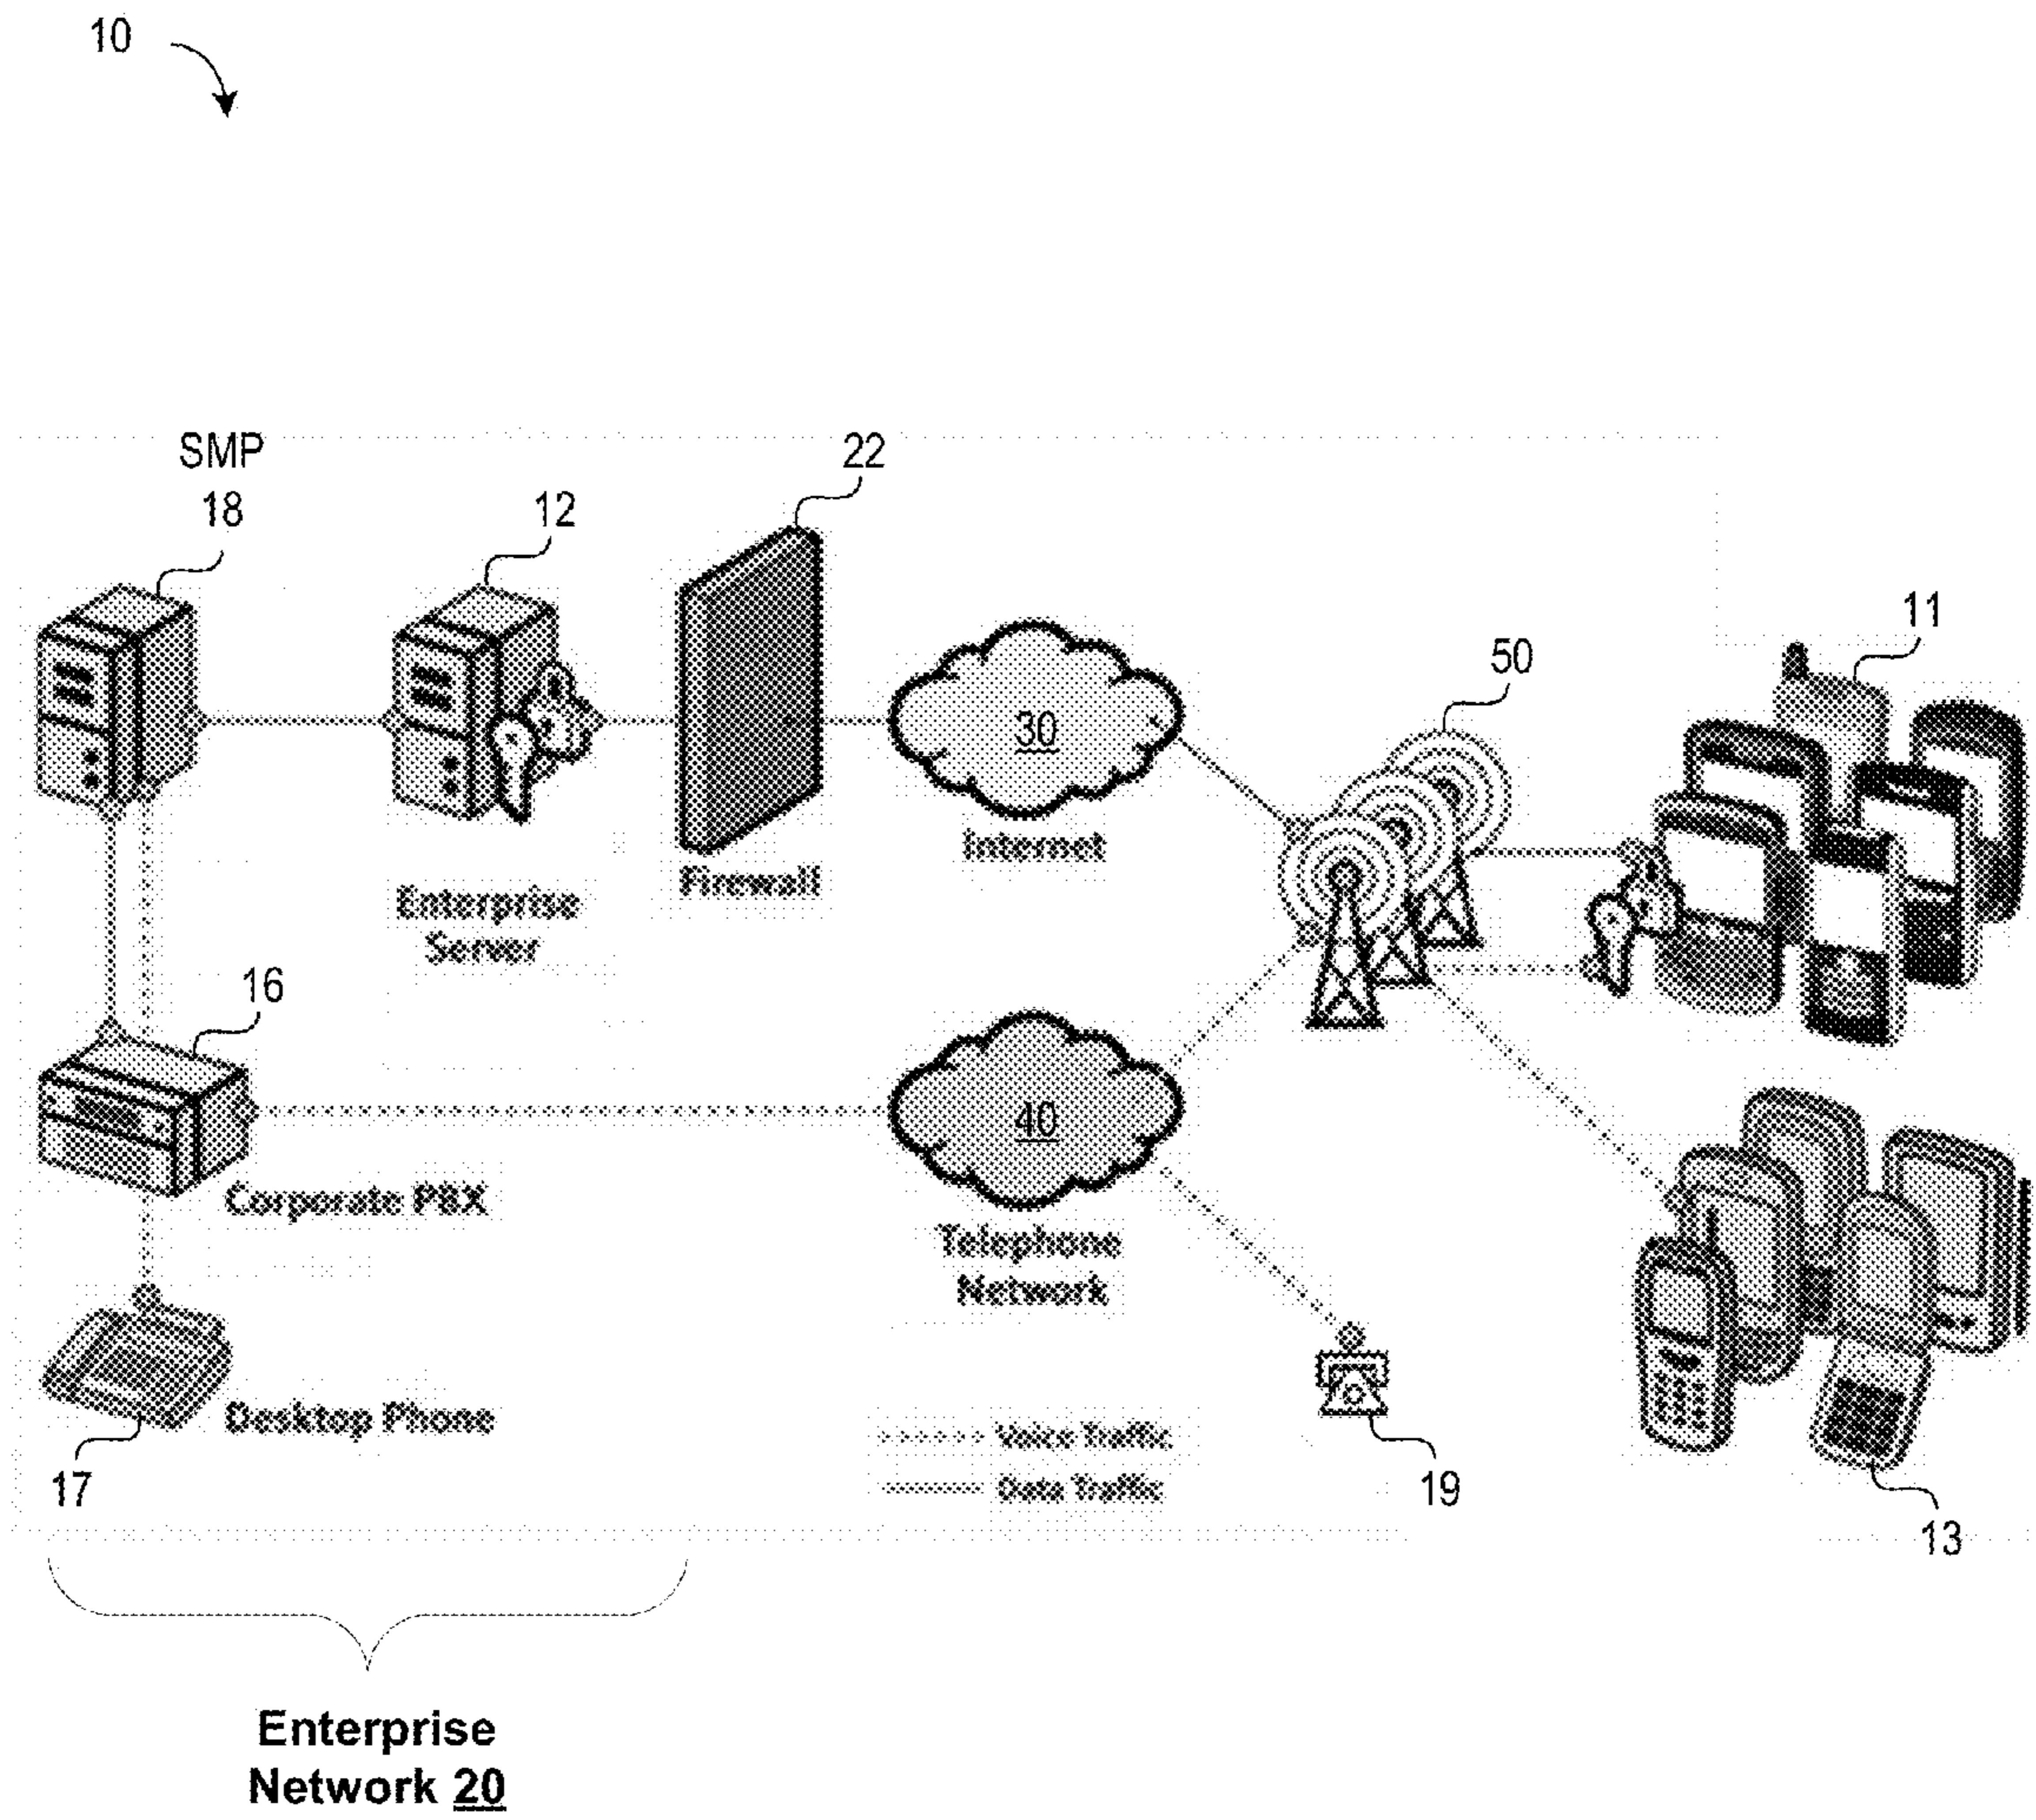 10
SMP
18
12
22
11
50
30
Internet
Firewall
Enterprise
Server
16
40
Corporate PBX
Telephone
Network
Desktop Phone
Voice Traffic
Data Traffic
17
19
13
Enterprise
Network 20